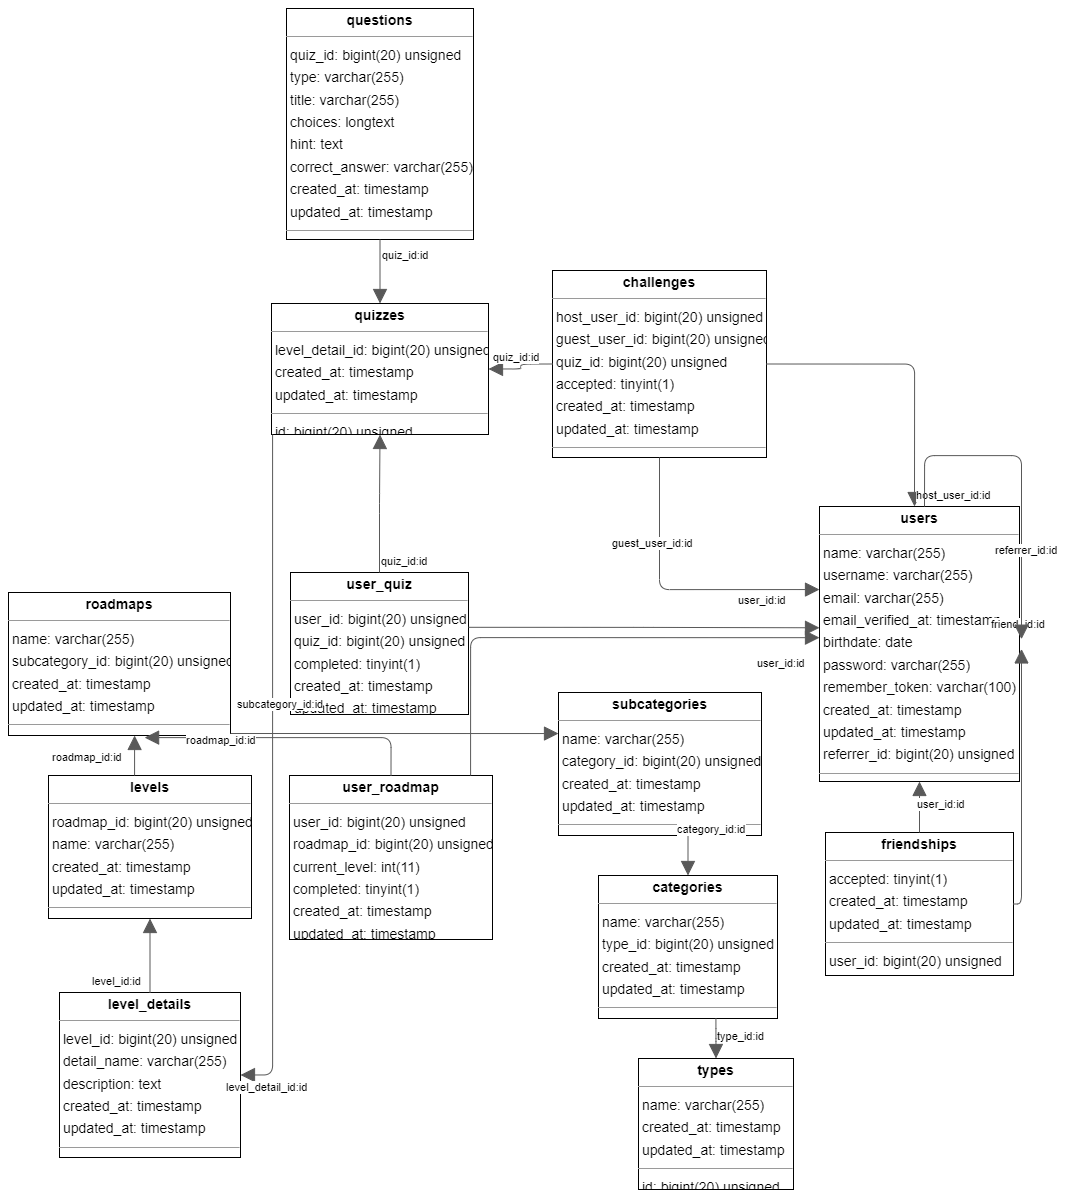 questions
quiz_id: bigint(20) unsigned
type: varchar(255)
title: varchar(255)
choices: longtext
hint: text
correct_answer: varchar(255)
created_at: timestamp
updated_at: timestamp
quiz_id:id
quizzes
level_detail_id: bigint(20) unsigned
created_at: timestamp
updated_at: timestamp
id: bigint(20) unsigned
quiz_id:id
challenges
host_user_id: bigint(20) unsigned
guest_user_id: bigint(20) unsigned
quiz_id: bigint(20) unsigned
accepted: tinyint(1)
created_at: timestamp
updated_at: timestamp
host_user_id:id
guest_user_id:id
users
name: varchar(255)
username: varchar(255)
email: varchar(255)
email_verified_at: timestamp
birthdate: date
password: varchar(255)
remember_token: varchar(100)
created_at: timestamp
updated_at: timestamp
referrer_id: bigint(20) unsigned
referrer_id:id
friend_id:id
quiz_id:id
user_quiz
user_id: bigint(20) unsigned
quiz_id: bigint(20) unsigned
completed: tinyint(1)
created_at: timestamp
updated_at: timestamp
user_id:id
user_id:id
roadmaps
name: varchar(255)
subcategory_id: bigint(20) unsigned
created_at: timestamp
updated_at: timestamp
subcategory_id:id
roadmap_id:id
roadmap_id:id
levels
roadmap_id: bigint(20) unsigned
name: varchar(255)
created_at: timestamp
updated_at: timestamp
user_roadmap
user_id: bigint(20) unsigned
roadmap_id: bigint(20) unsigned
current_level: int(11)
completed: tinyint(1)
created_at: timestamp
updated_at: timestamp
subcategories
name: varchar(255)
category_id: bigint(20) unsigned
created_at: timestamp
updated_at: timestamp
category_id:id
user_id:id
friendships
accepted: tinyint(1)
created_at: timestamp
updated_at: timestamp
user_id: bigint(20) unsigned
categories
name: varchar(255)
type_id: bigint(20) unsigned
created_at: timestamp
updated_at: timestamp
level_id:id
level_details
level_id: bigint(20) unsigned
detail_name: varchar(255)
description: text
created_at: timestamp
updated_at: timestamp
level_detail_id:id
type_id:id
types
name: varchar(255)
created_at: timestamp
updated_at: timestamp
id: bigint(20) unsigned